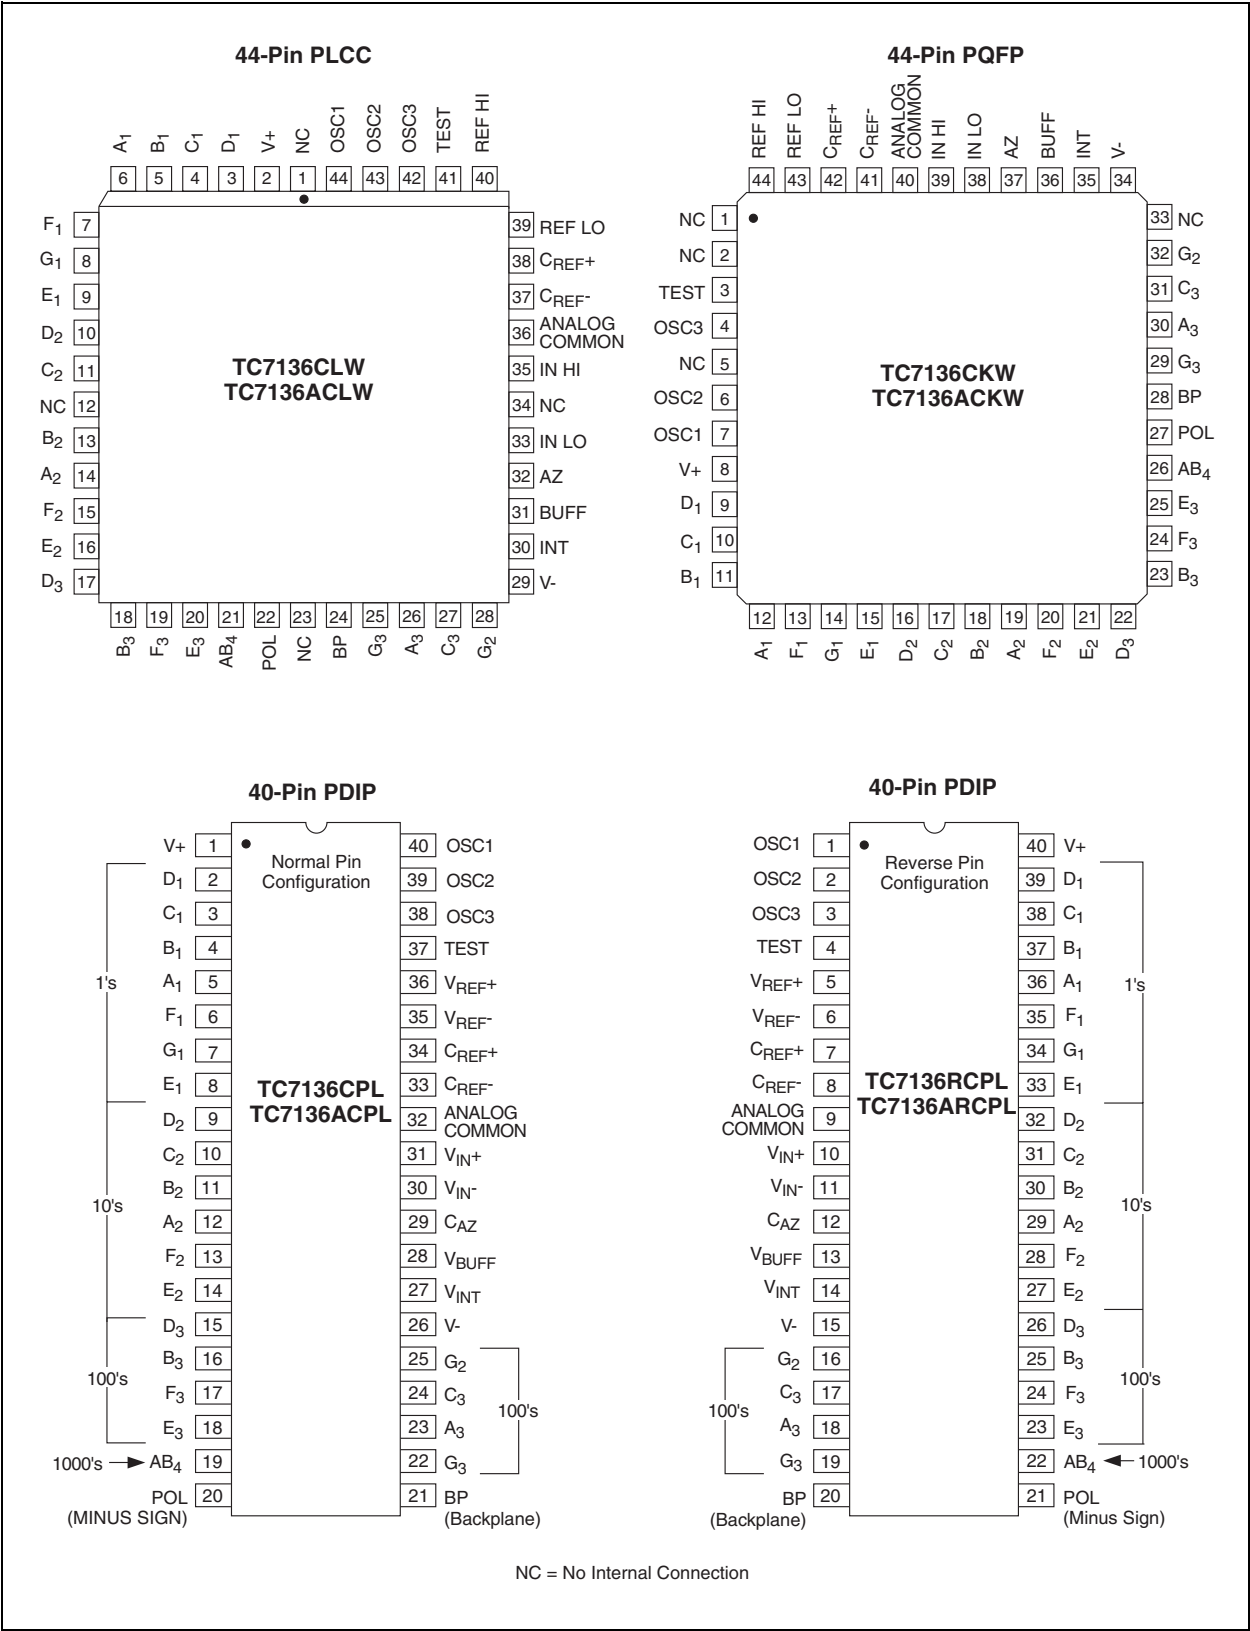 44-Pin PLCC
A1 B1 C1 D1 V+ NC OSC1 OSC2 OSC3 TEST REF HI
6 5 4 3 2 1 44 43 42 41 40
F1 7
G1 8
E1 9
D2 10
C2 11
NC 12
B2 13
A2 14
F2 15
E2 16
D3 17
TC7136CLW
TC7136ACLW
39 REF LO
38 CREF+
37 CREF-
36 ANALOG
COMMON
35 IN HI
34 NC
33 IN LO
32 AZ
31 BUFF
30 INT
29 V-
18 19 20 21 22 23 24 25 26 27 28
B3 F3 E3 AB4 POL NC BP G3 A3 C3 G2
44-Pin PQFP
REF HI REF LO CREF+ CREF- ANALOG
COMMON IN HI IN LO AZ BUFF INT V-
44 43 42 41 40 39 38 37 36 35 34
NC 1
NC 2
TEST 3
OSC3 4
NC 5
OSC2 6
OSC1 7
V+ 8
D1 9
C1 10
B1 11
TC7136CKW
TC7136ACKW
33 NC
32 G2
31 C3
30 A3
29 G3
28 BP
27 POL
26 AB4
25 E3
24 F3
23 B3
12 13 14 15 16 17 18 19 20 21 22
A1 F1 G1 E1 D2 C2 B2 A2 F2 E2 D3
40-Pin PDIP
V+ 1
D1 2
C1 3
B1 4
A1 5
F1 6
G1 7
E1 8
D2 9
C2 10
B2 11
A2 12
F2 13
E2 14
D3 15
B3 16
F3 17
E3 18
AB4 19
POL 20
(MINUS SIGN)
1's
10's
100's
1000's
Normal Pin
Configuration
TC7136CPL
TC7136ACPL
40 OSC1
39 OSC2
38 OSC3
37 TEST
36 VREF+
35 VREF-
34 CREF+
33 CREF-
32 ANALOG
COMMON
31 VIN+
30 VIN-
29 CAZ
28 VBUFF
27 VINT
26 V-
25 G2
24 C3
23 A3
22 G3
21 BP
(Backplane)
100's
40-Pin PDIP
OSC1 1
OSC2 2
OSC3 3
TEST 4
VREF+ 5
VREF- 6
CREF+ 7
CREF- 8
ANALOG
COMMON 9
VIN+ 10
VIN- 11
CAZ 12
VBUFF 13
VINT 14
V- 15
G2 16
C3 17
A3 18
G3 19
BP 20
(Backplane)
100's
Reverse Pin
Configuration
TC7136RCPL
TC7136ARCPL
40 V+
39 D1
38 C1
37 B1
36 A1
35 F1
34 G1
33 E1
32 D2
31 C2
30 B2
29 A2
28 F2
27 E2
26 D3
25 B3
24 F3
23 E3
22 AB4
21 POL
(Minus Sign)
1's
10's
100's
1000's
NC = No Internal Connection